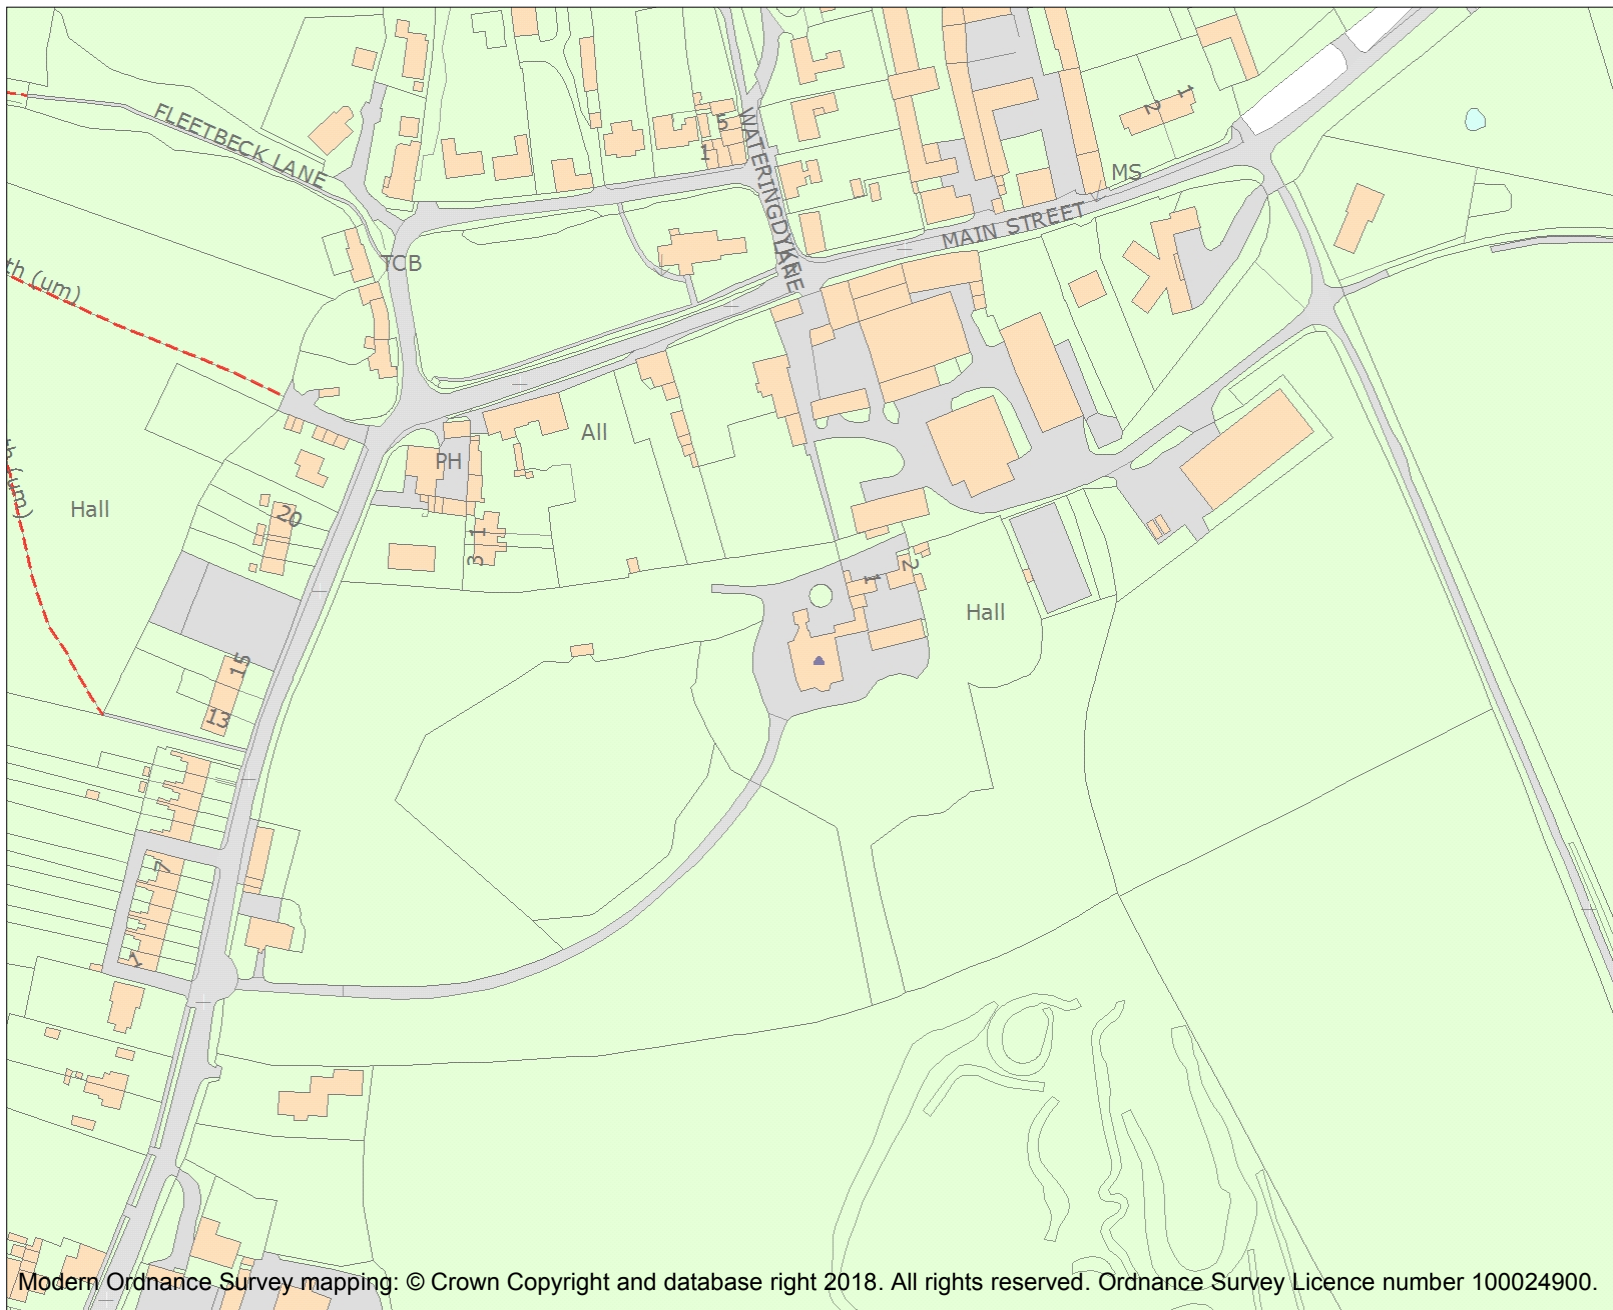 FLEETBECK LANE
5
1
WATERINGDYKE
LANE
1
2
MS
MAIN STREET
TCB
th (um)
All
PH
th (um)
Hall
20
1
3
1
2
Hall
15
13
7
1
Modern Ordnance Survey mapping: © Crown Copyright and database right 2018. All rights reserved. Ordnance Survey Licence number 100024900.